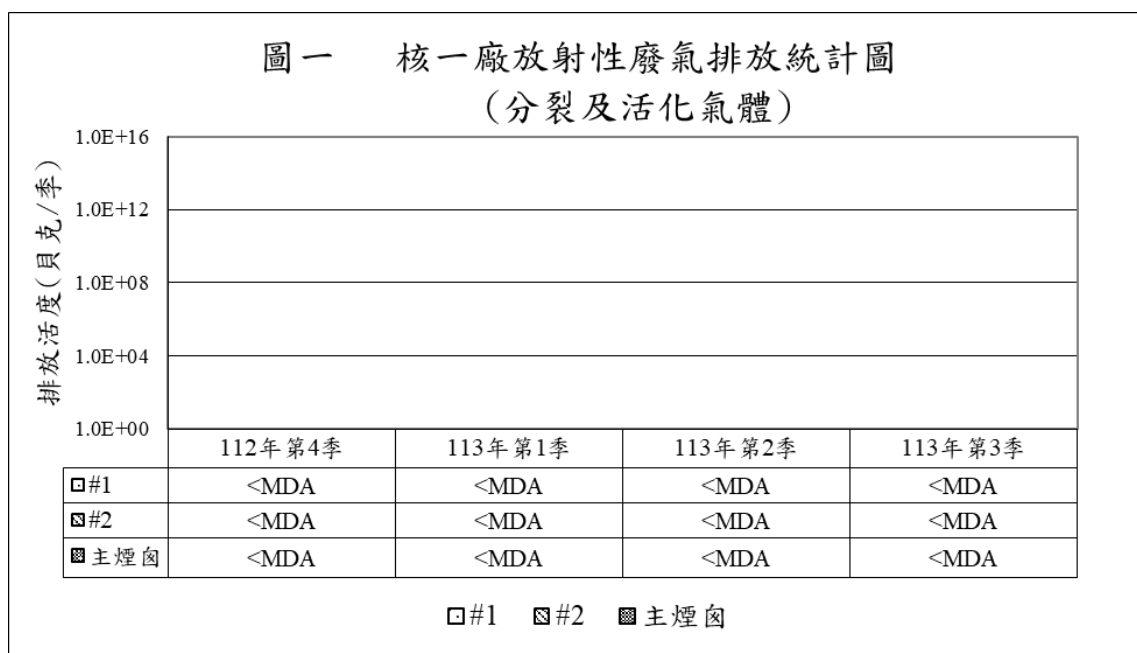 圖一 核一廠放射性廢氣排放統計圖
(分裂及活化氣體)
排放活度(貝克/季)
1.0E+16
1.0E+12
1.0E+08
1.0E+04
1.0E+00
112年第4季 113年第1季 113年第2季 113年第3季
#1 <MDA <MDA <MDA <MDA
#2 <MDA <MDA <MDA <MDA
主煙囪 <MDA <MDA <MDA <MDA
#1 #2 主煙囪